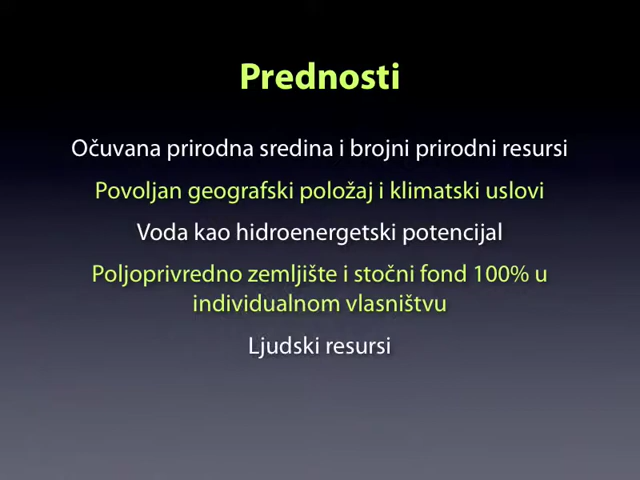 Prednosti
Očuvana prirodna sredina i brojni prirodni resursi
Povoljan geografski položaj i klimatski uslovi
Voda kao hidroenergetski potencijal
Poljoprivredno zemljište i stočni fond 100% u
individualnom vlasništvu
Ljudski resursi